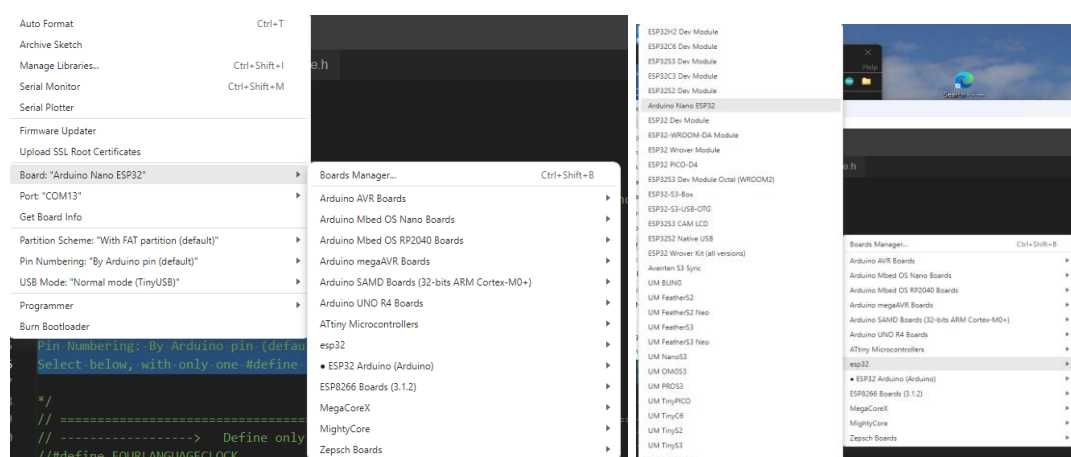 Auto Format Ctrl+T
Archive Sketch
Manage Libraries... Ctrl+Shift+I
Serial Monitor Ctrl+Shift+M
Serial Plotter
Firmware Updater
Upload SSL Root Certificates
Board: "Arduino Nano ESP32"
Port: "COM13"
Get Board Info
Partition Scheme: "With FAT partition (default)"
Pin Numbering: "By Arduino pin (default)"
USB Mode: "Normal mode (TinyUSB)"
Programmer
Burn Bootloader
Pin Numbering: By Arduino pin (defau
Select below, with only one #define
*/
// ================================
// ------------------> Define only
//#define FOURLANGUAGECLOCK
e.h
Boards Manager... Ctrl+Shift+B
Arduino AVR Boards
Arduino Mbed OS Nano Boards
Arduino Mbed OS RP2040 Boards
Arduino megaAVR Boards
Arduino SAMD Boards (32-bits ARM Cortex-M0+)
Arduino UNO R4 Boards
ATtiny Microcontrollers
esp32
● ESP32 Arduino (Arduino)
ESP8266 Boards (3.1.2)
MegaCoreX
MightyCore
Zepsch Boards
ESP32H2 Dev Module
ESP32C6 Dev Module
ESP32S3 Dev Module
ESP32C3 Dev Module
ESP32S2 Dev Module
Arduino Nano ESP32
ESP32 Dev Module
ESP32-WROOM-DA Module
ESP32 Wrover Module
ESP32 PICO-D4
ESP32S3 Dev Module Octal (WROOM2)
ESP32-S3-Box
ESP32-S3-USB-OTG
ESP32S3 CAM LCD
ESP32S2 Native USB
ESP32 Wrover Kit (all versions)
Aventen S3 Sync
UM BLING
UM FeatherS2
UM FeatherS2 Neo
UM FeatherS3
UM FeatherS3 Neo
UM NanoS3
UM OMGS3
UM PROS3
UM TinyPICO
UM TinyC6
UM TinyS2
UM TinyS3
Help
Search
e.h
Boards Manager... Ctrl+Shift+B
Arduino AVR Boards
Arduino Mbed OS Nano Boards
Arduino Mbed OS RP2040 Boards
Arduino megaAVR Boards
Arduino SAMD Boards (32-bits ARM Cortex-M0+)
Arduino UNO R4 Boards
ATtiny Microcontrollers
esp32
● ESP32 Arduino (Arduino)
ESP8266 Boards (3.1.2)
MegaCoreX
MightyCore
Zepsch Boards